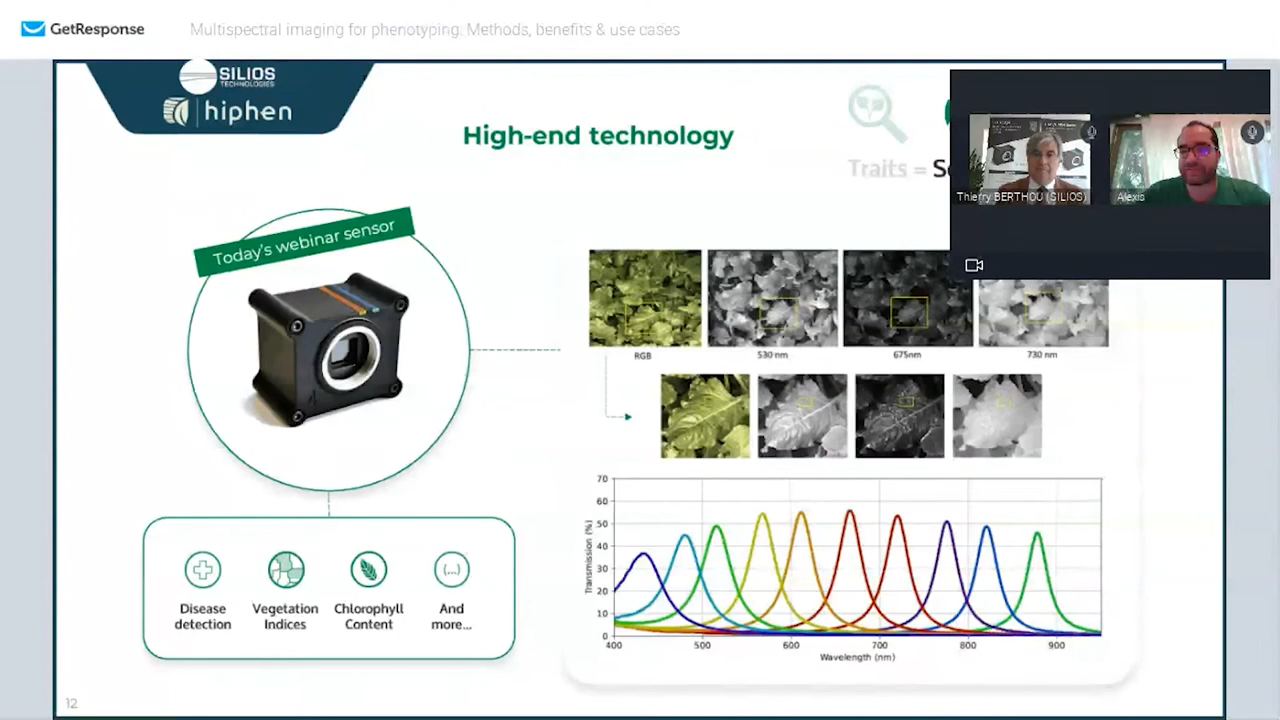 GetResponse
Multispectral imaging for phenotyping: Methods, benefits & use cases
SILIOS
TECHNOLOGIES
hiphen
High-end technology
Traits = S
Thierry BERTHOU (SILIOS)
Alexis
Today's webinar sensor
RGB
530 nm
675nm
730 nm
Disease
detection
Vegetation
Indices
Chlorophyll
Content
(...)
And
more...
Transmission (%)
70
60
50
40
30
20
10
0
400
500
600
700
800
900
Wavelength (nm)
12